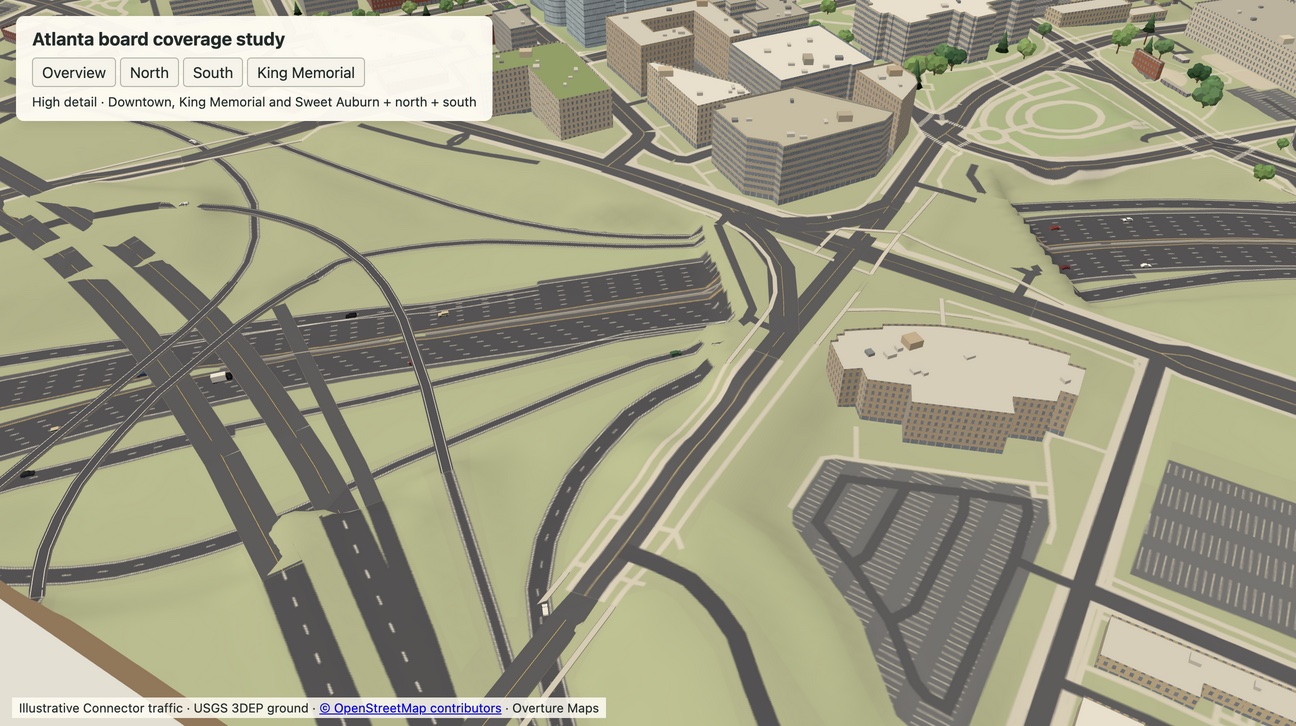 Atlanta board coverage study
Overview North South King Memorial
High detail · Downtown, King Memorial and Sweet Auburn + north + south
Illustrative Connector traffic · USGS 3DEP ground · © OpenStreetMap contributors · Overture Maps